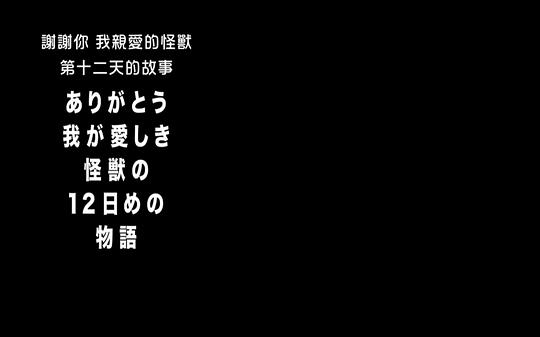 謝謝你 我親愛的怪獸
第十二天的故事
ありがとう
我が愛しき
怪獣の
12日めの
物語